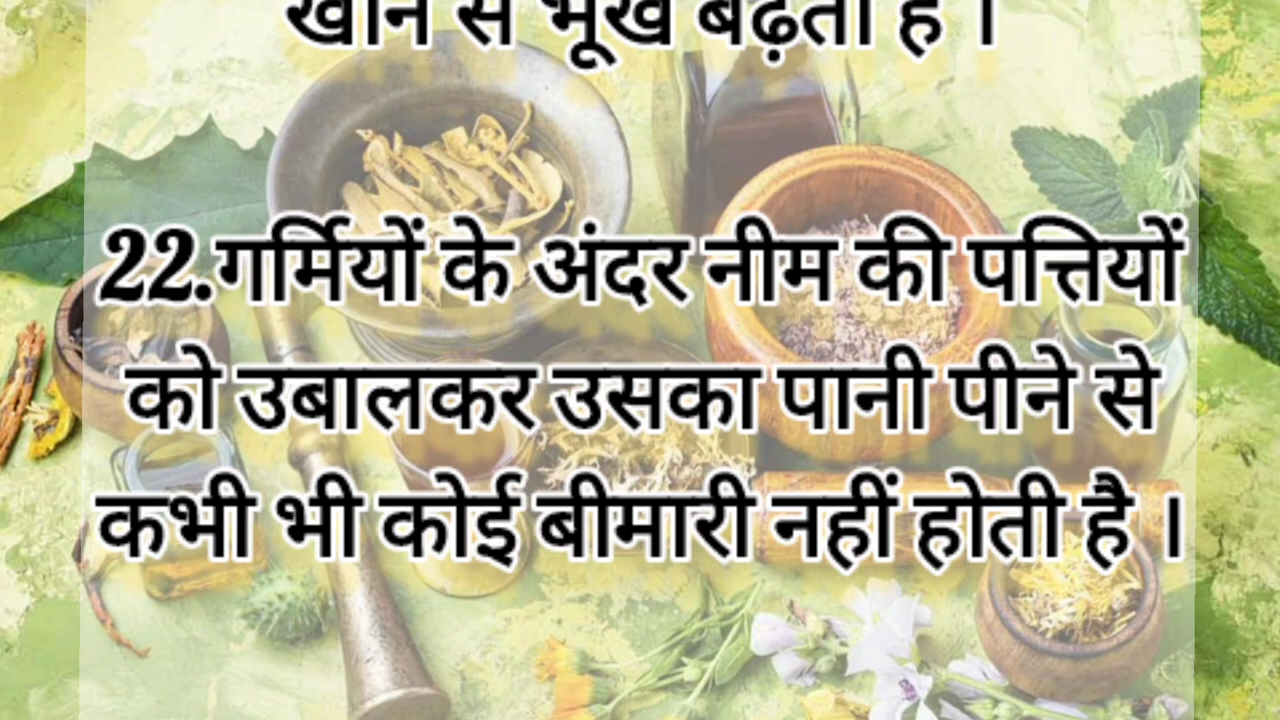 खाने से भूख बढ़ती है ।
22.गर्मियों के अंदर नीम की पत्तियों
को उबालकर उसका पानी पीने से
कभी भी कोई बीमारी नहीं होती है ।